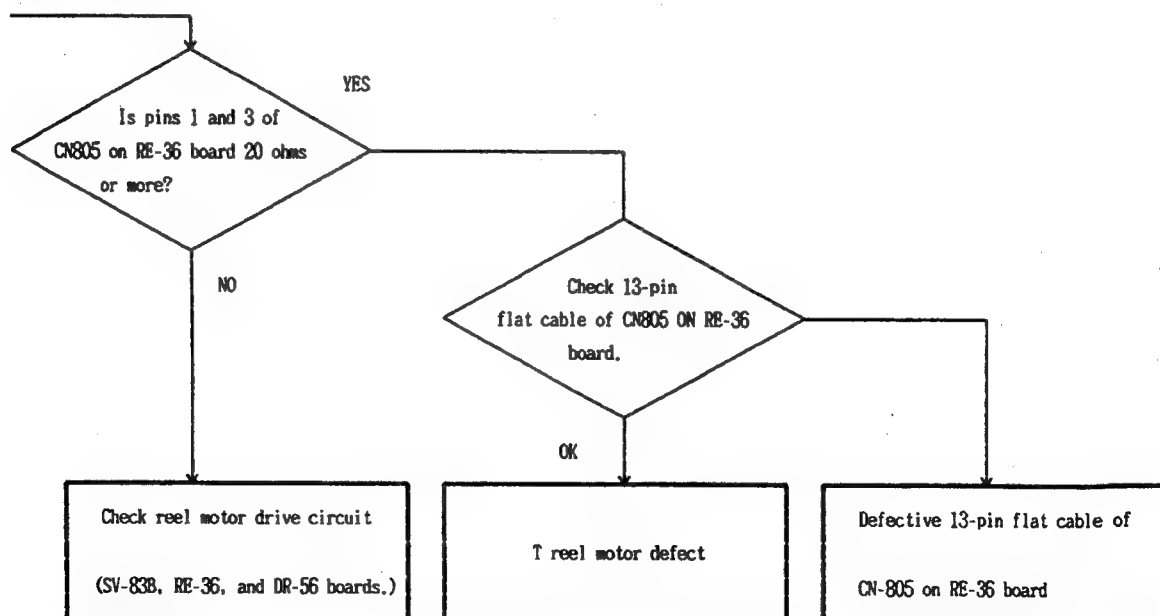 YES
Is pins 1 and 3 of
CN805 on RE-36 board 20 ohms
or more?
NO
Check 13-pin
flat cable of CN805 ON RE-36
board.
OK
Check reel motor drive circuit
(SV-83B, RE-36, and DR-56 boards.)
T reel motor defect
Defective 13-pin flat cable of
CN-805 on RE-36 board